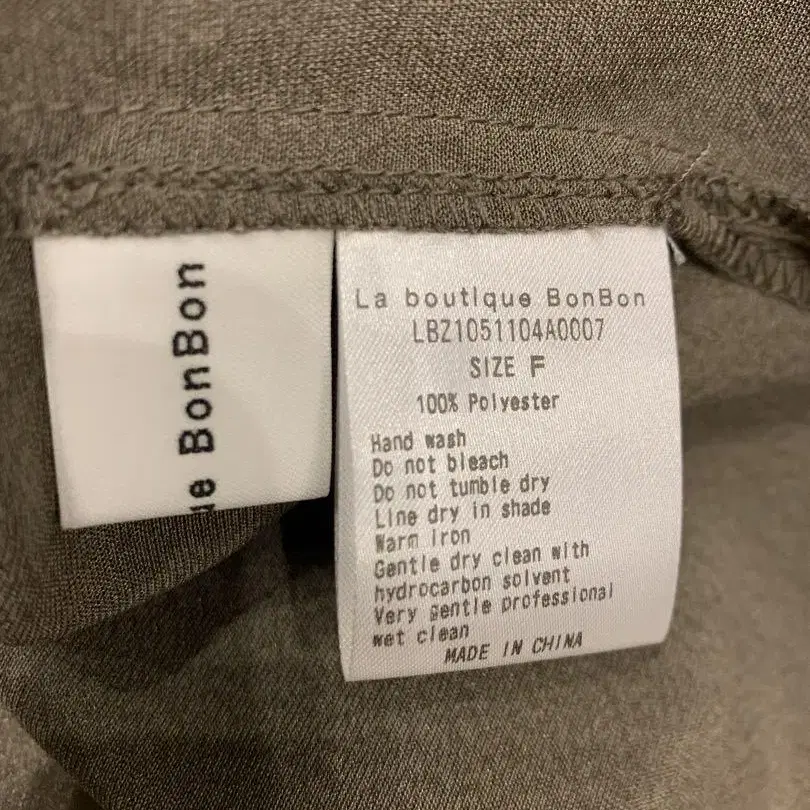 ue BonBon
La boutique BonBon
LBZ1051104A0007
SIZE F
100% Polyester
Hand wash
Do not bleach
Do not tumble dry
Line dry in shade
Warm iron
Gentle dry clean with
hydrocarbon solvent
Very gentle professional
wet clean
MADE IN CHINA